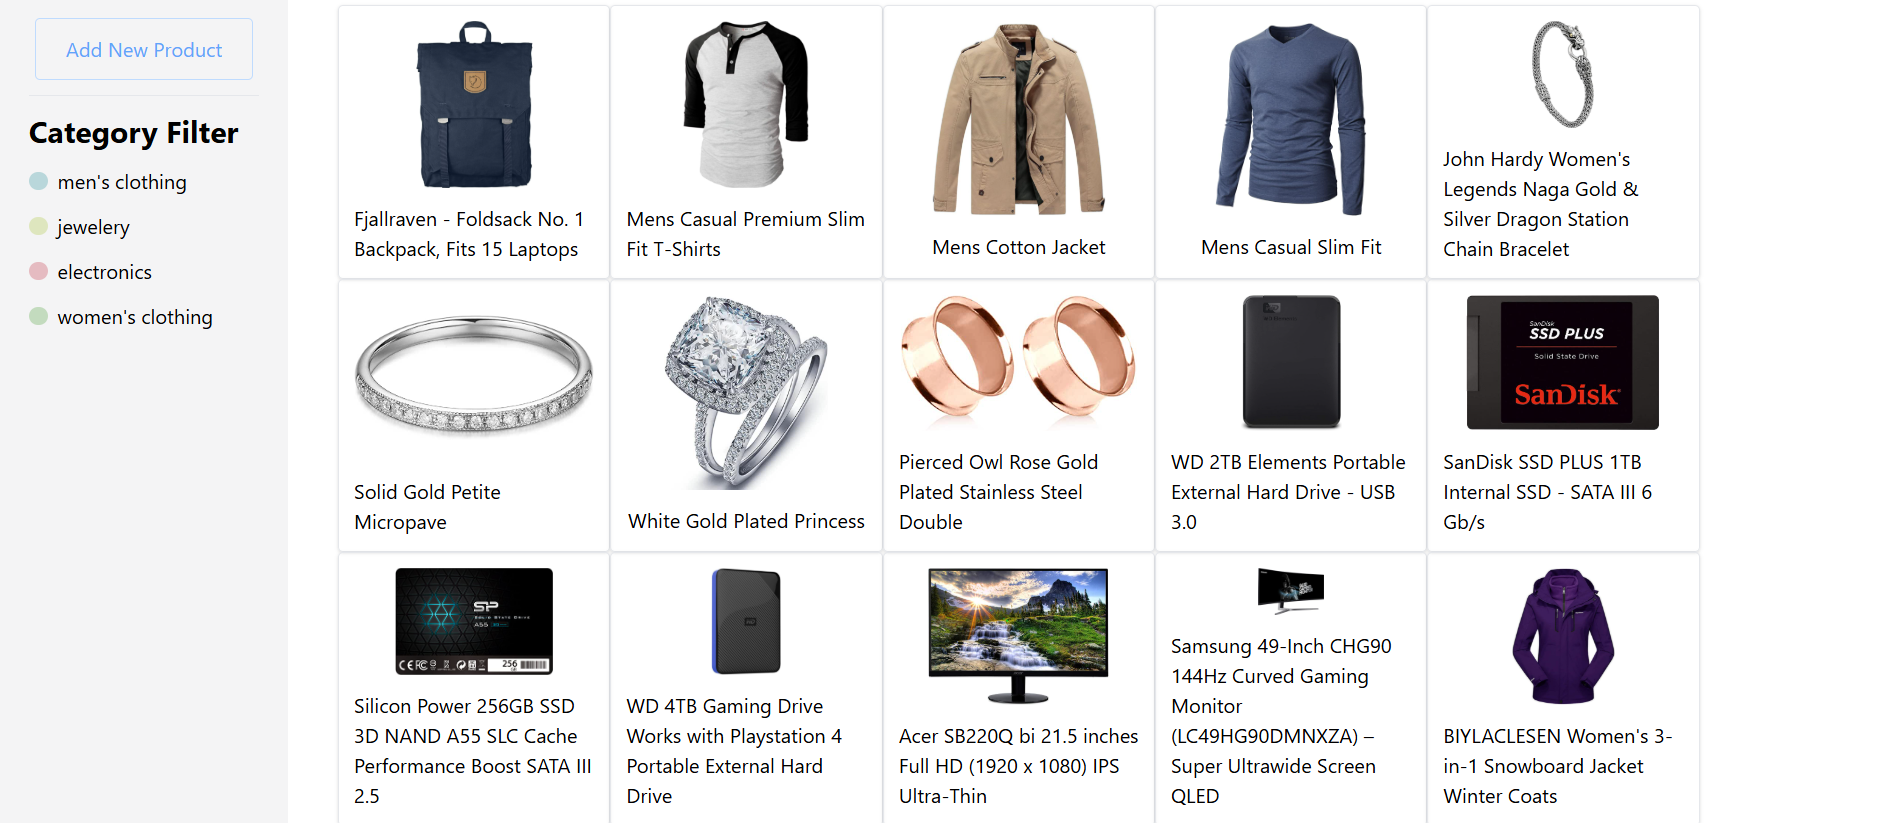 Add New Product
Category Filter
men's clothing
jewelery
electronics
women's clothing
Fjallraven - Foldsack No. 1
Backpack, Fits 15 Laptops
Mens Casual Premium Slim
Fit T-Shirts
Mens Cotton Jacket
Mens Casual Slim Fit
John Hardy Women's
Legends Naga Gold &
Silver Dragon Station
Chain Bracelet
Solid Gold Petite
Micropave
White Gold Plated Princess
Pierced Owl Rose Gold
Plated Stainless Steel
Double
WD Elements
WD 2TB Elements Portable
External Hard Drive - USB
3.0
SanDisk
SSD PLUS
Solid State Drive
SanDisk
SanDisk SSD PLUS 1TB
Internal SSD - SATA III 6
Gb/s
SP
SOLID STATE DRIVE
A55
256
Silicon Power 256GB SSD
3D NAND A55 SLC Cache
Performance Boost SATA III
2.5
WD
WD 4TB Gaming Drive
Works with Playstation 4
Portable External Hard
Drive
Acer SB220Q bi 21.5 inches
Full HD (1920 x 1080) IPS
Ultra-Thin
Samsung 49-Inch CHG90
144Hz Curved Gaming
Monitor
(LC49HG90DMNXZA) –
Super Ultrawide Screen
QLED
BIYLACLESEN Women's 3-
in-1 Snowboard Jacket
Winter Coats